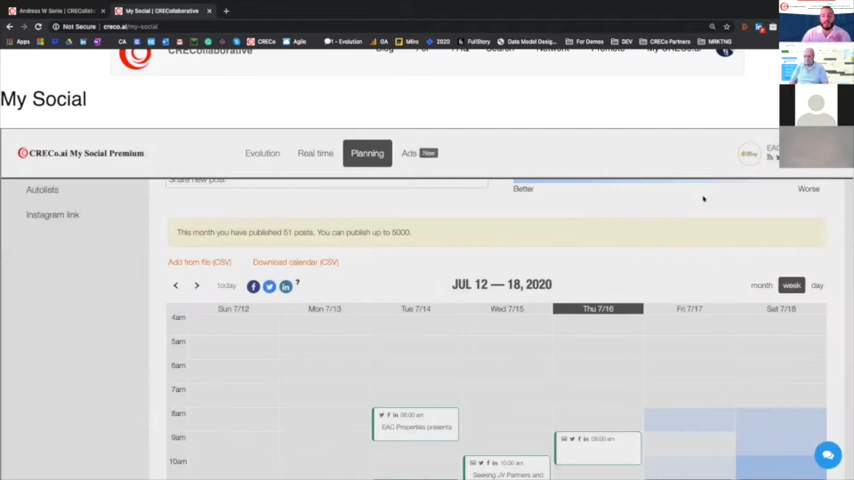 Andreas W Senie | CRECollab
My Social | CRECollaborative
Not Secure | creco.ai/my-social
Apps
CA
CRECo
Agile
1 - Evolution
GA
Miro
2020
FullStory
Data Model Desig...
For Demos
DEV
CRECo Partners
MRKTNG
CRECollaborative
My Social
CRECo.ai My Social Premium
Evolution
Real time
Planning
Ads New
EAC
Autolists
Share new post
Better
Worse
Instagram link
This month you have published 51 posts. You can publish up to 5000.
Add from file (CSV)
Download calendar (CSV)
today
?
JUL 12 — 18, 2020
month
week
day
Sun 7/12
Mon 7/13
Tue 7/14
Wed 7/15
Thu 7/16
Fri 7/17
Sat 7/18
4am
5am
6am
7am
8am
08:00 am
EAC Properties presents
9am
09:00 am
10am
10:00 am
Seeking JV Partners and